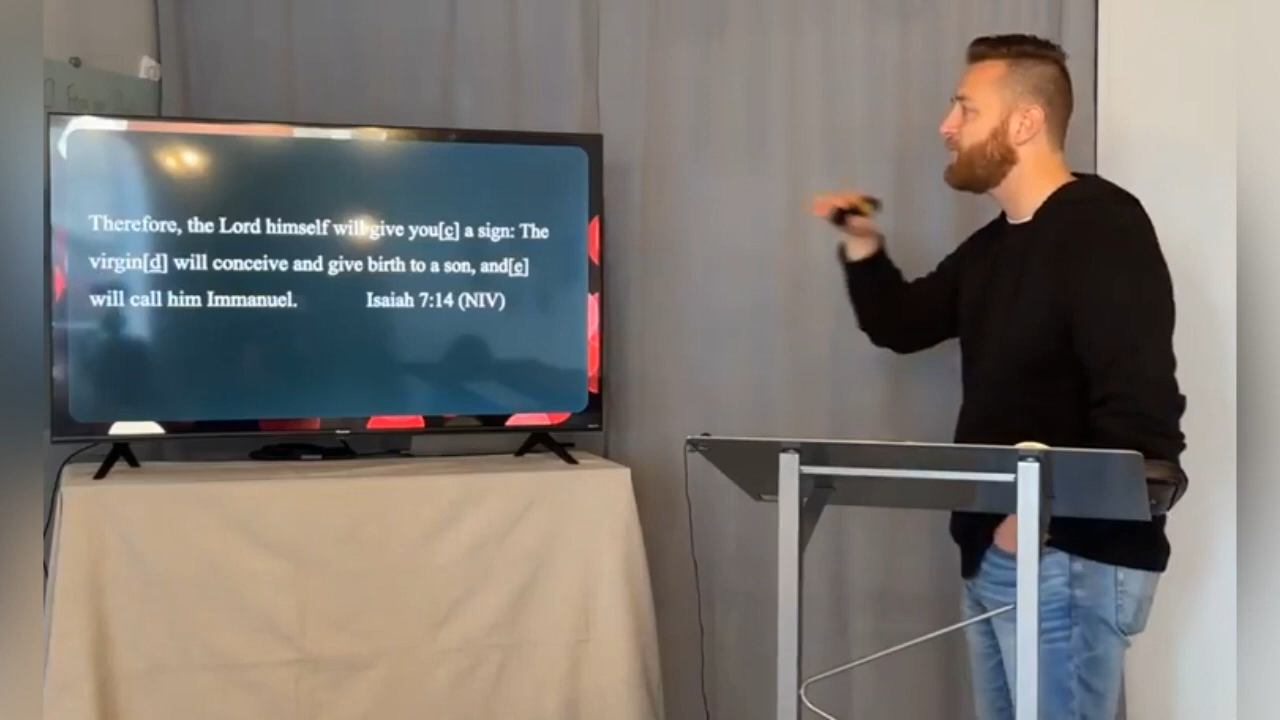 Therefore, the Lord himself will give you[c] a sign: The
virgin[d] will conceive and give birth to a son, and[e]
will call him Immanuel. Isaiah 7:14 (NIV)